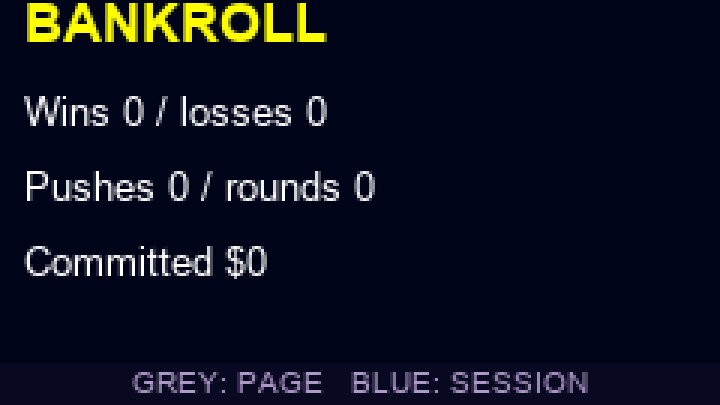 BANKROLL
Wins 0 / losses 0
Pushes 0 / rounds 0
Committed $0
GREY: PAGE BLUE: SESSION